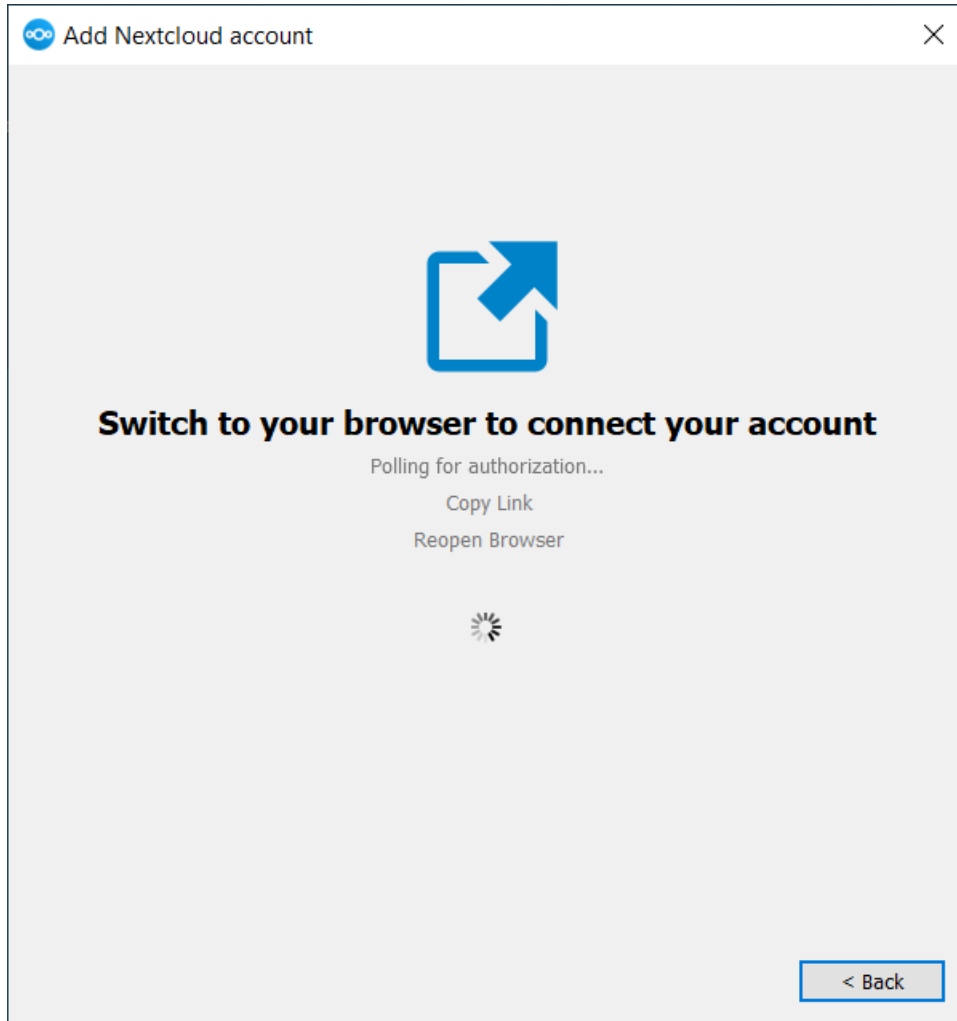 Add Nextcloud account
Switch to your browser to connect your account
Polling for authorization...
Copy Link
Reopen Browser
< Back